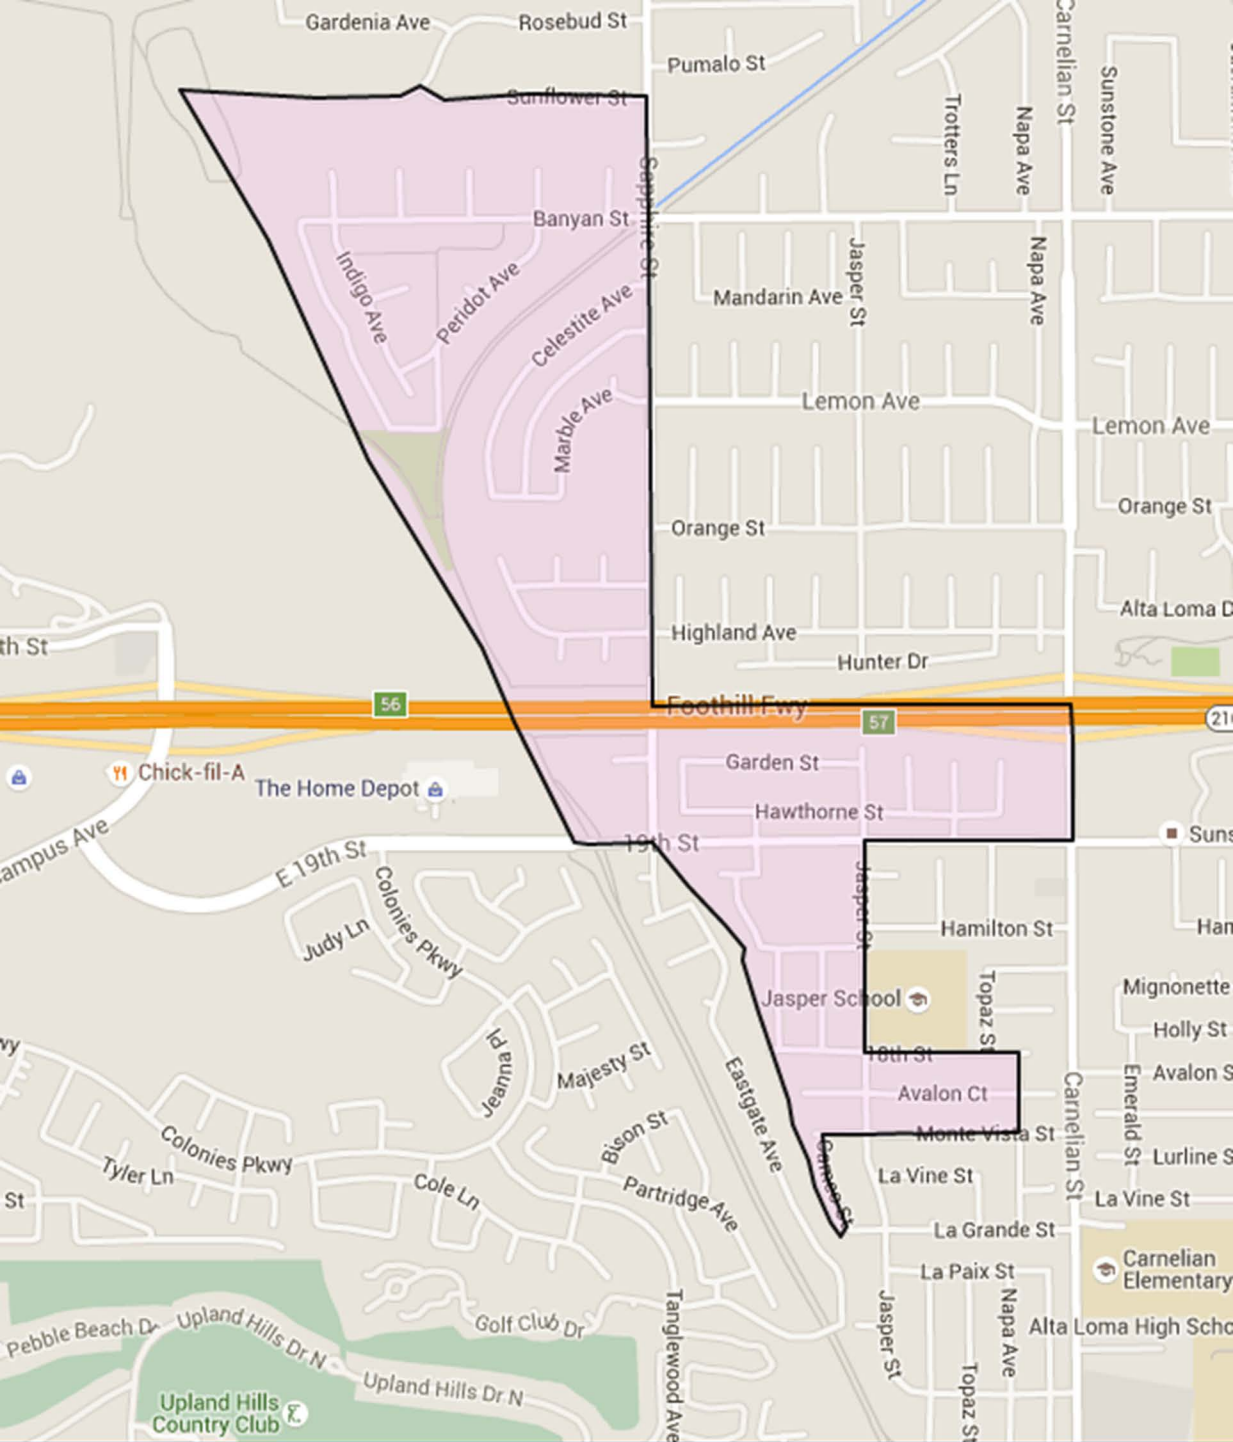 Gardenia Ave
Rosebud St
Pumalo St
Carnelian St
Sunstone Ave
Sunflower St
Trotters Ln
Napa Ave
Sapphire St
Banyan St
Indigo Ave
Peridot Ave
Celestite Ave
Mandarin Ave
Jasper St
Napa Ave
Marble Ave
Lemon Ave
Lemon Ave
Orange St
Orange St
Alta Loma D
th St
Highland Ave
Hunter Dr
56
Foothill Fwy
57
210
Chick-fil-A
The Home Depot
Garden St
Hawthorne St
ampus Ave
E 19th St
19th St
Suns
Colonies Pkwy
Judy Ln
Jasper St
Hamilton St
Han
Jasper School
Topaz St
Mignonette
Holly St
wy
Jeanna Pl
Majesty St
Eastgate Ave
18th St
Avalon Ct
Avalon S
Emerald St
Carnelian St
Colonies Pkwy
Bison St
Monte Vista St
Cameo St
Tyler Ln
Cole Ln
Partridge Ave
La Vine St
Lurline S
St
La Vine St
La Grande St
Carnelian
Elementary
La Paix St
Pebble Beach D
Upland Hills Dr N
Golf Club Dr
Tanglewood Ave
Jasper St
Napa Ave
Alta Loma High Scho
Upland Hills Dr N
Topaz St
Upland Hills
Country Club